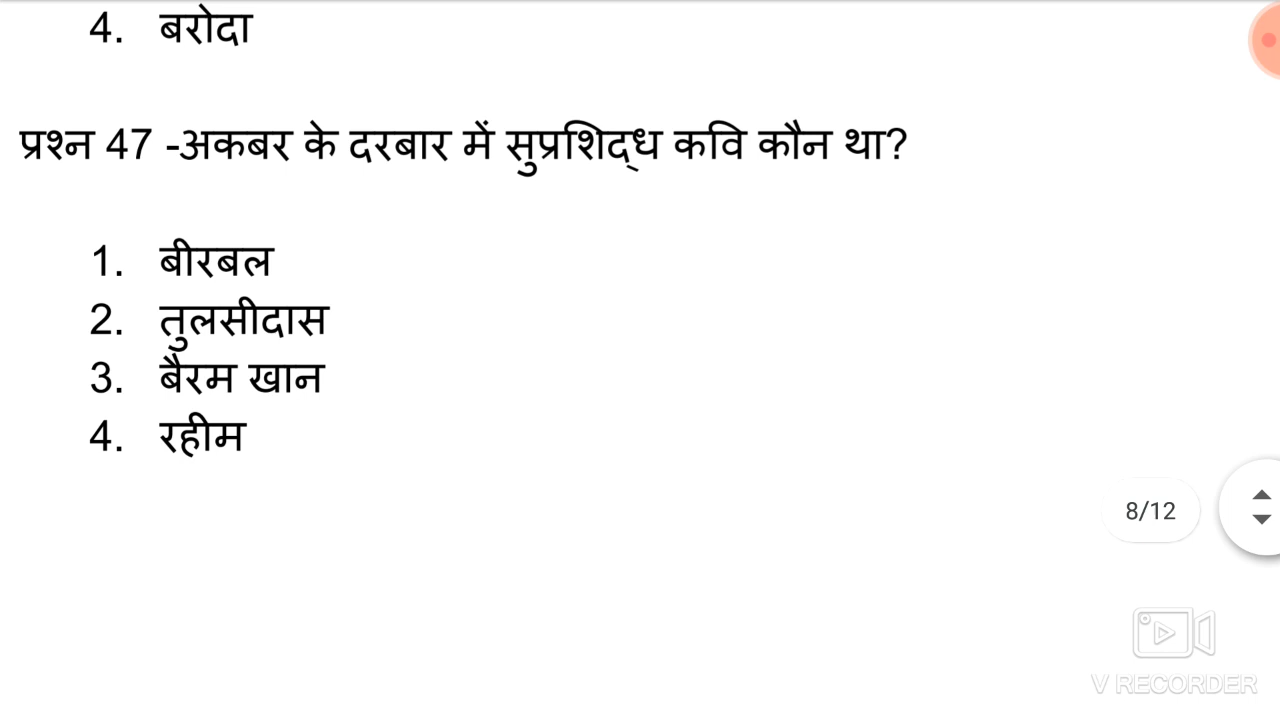 4. बरोदा
प्रश्न 47 -अकबर के दरबार में सुप्रशिद्ध कवि कौन था?
1. बीरबल
2. तुलसीदास
3. बैरम खान
4. रहीम
8/12
V RECORDER